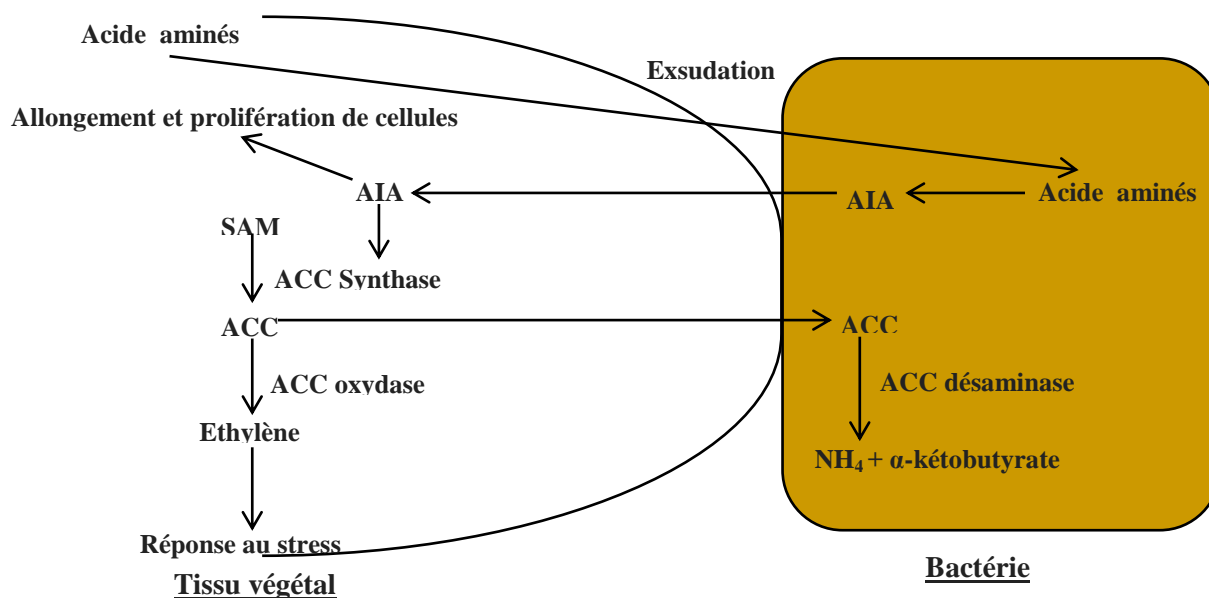 Acide aminés
Exsudation
Allongement et prolifération de cellules
AIA
AIA
Acide aminés
SAM
ACC Synthase
ACC
ACC
ACC oxydase
ACC désaminase
Ethylène
NH₄ + α-kétobutyrate
Réponse au stress
Bactérie
Tissu végétal